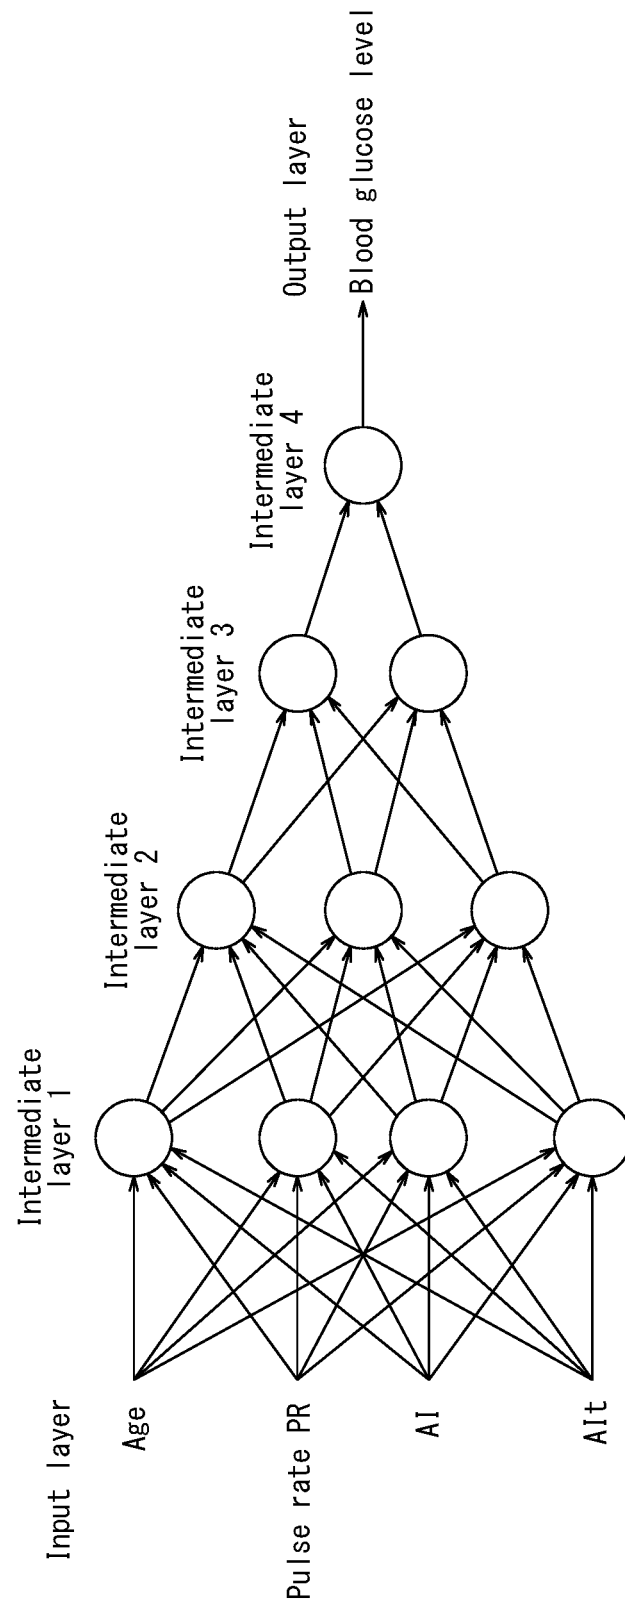 Input layer
Intermediate
layer 1
Intermediate
layer 2
Intermediate
layer 3
Intermediate
layer 4
Output layer
Age
Pulse rate PR
AI
AIt
Blood glucose level